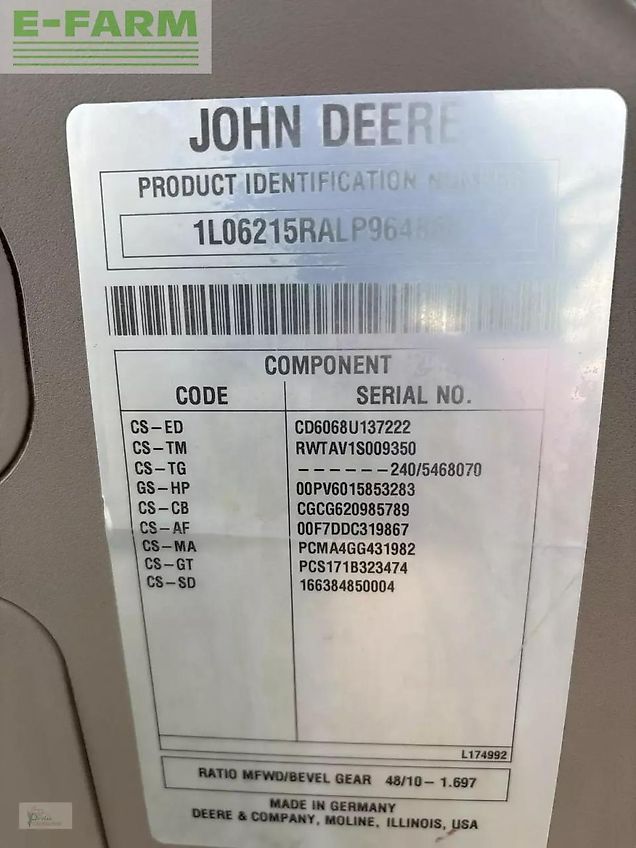 E-FARM
JOHN DEERE
PRODUCT IDENTIFICATION NUMBER
COMPONENT
CODE SERIAL NO.
CS-ED CD6068U137222
CS-TM RWTAV1S009350
CS-TG ------240/5468070
GS-HP 00PV6015853283
CS-CB CGCG620985789
CS-AF 00F7DDC319867
CS-MA PCMA4GG431982
CS-GT PCS171B323474
CS-SD 166384850004
L174992
RATIO MFWD/BEVEL GEAR 48/10-1.697
MADE IN GERMANY
DEERE & COMPANY, MOLINE, ILLINOIS, USA